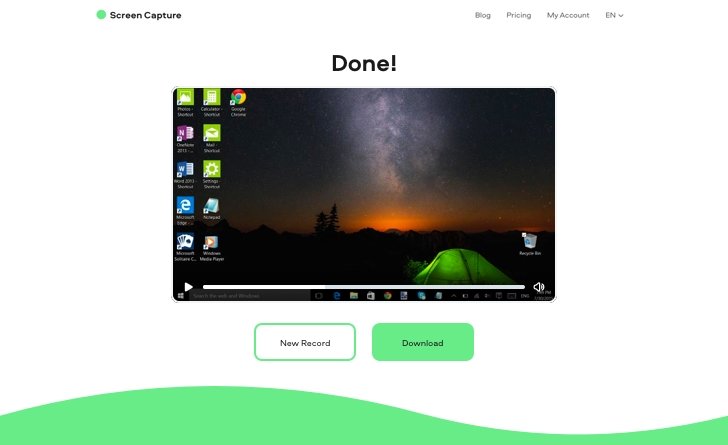 Screen Capture
Blog
Pricing
My Account
EN
Done!
Photos - Shortcut
Calculator - Shortcut
Google Chrome
OneNote 2013 - ...
Mail - Shortcut
Word 2013 - Shortcut
Settings - Shortcut
Microsoft Edge - ...
Notepad
Microsoft Solitaire C...
Windows Media Player
Recycle Bin
Search the web and Windows
ENG
New Record
Download